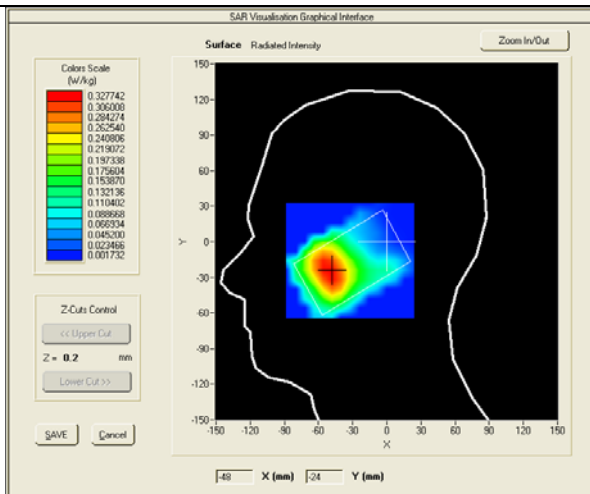 SAR Visualisation Graphical Interface
Surface Radiated Intensity
Zoom In/Out
Colors Scale
(W/kg)
0.327742
0.306008
0.284274
0.262540
0.240806
0.219072
0.197338
0.175604
0.153870
0.132136
0.110402
0.088668
0.066934
0.045200
0.023466
0.001732
150
120
90
60
30
0
-30
-60
-90
-120
-150
Y
-150 -120 -90 -60 -30 0 30 60 90 120 150
X
Z-Cuts Control
<< Upper Cut
Z = 0.2 mm
Lower Cut >>
SAVE Cancel
-48 X (mm) -24 Y (mm)